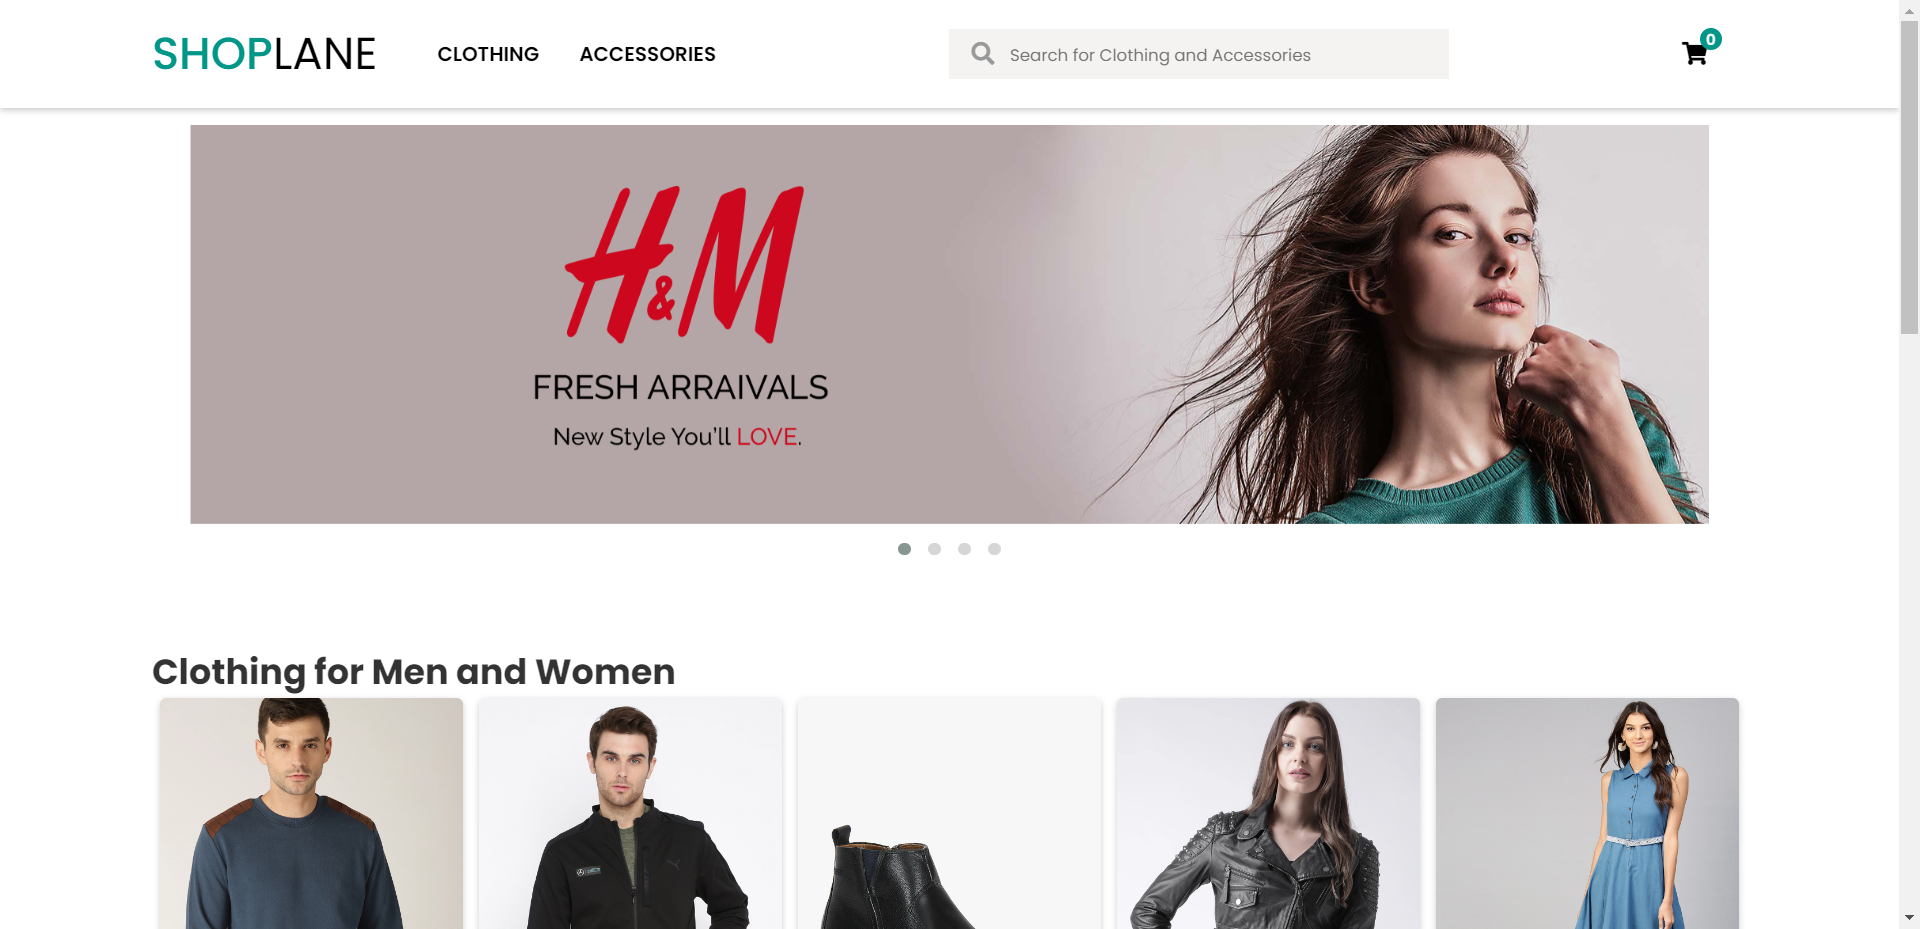 SHOPLANE CLOTHING ACCESSORIES Search for Clothing and Accessories 0
H&M
FRESH ARRAIVALS
New Style You'll LOVE.
Clothing for Men and Women